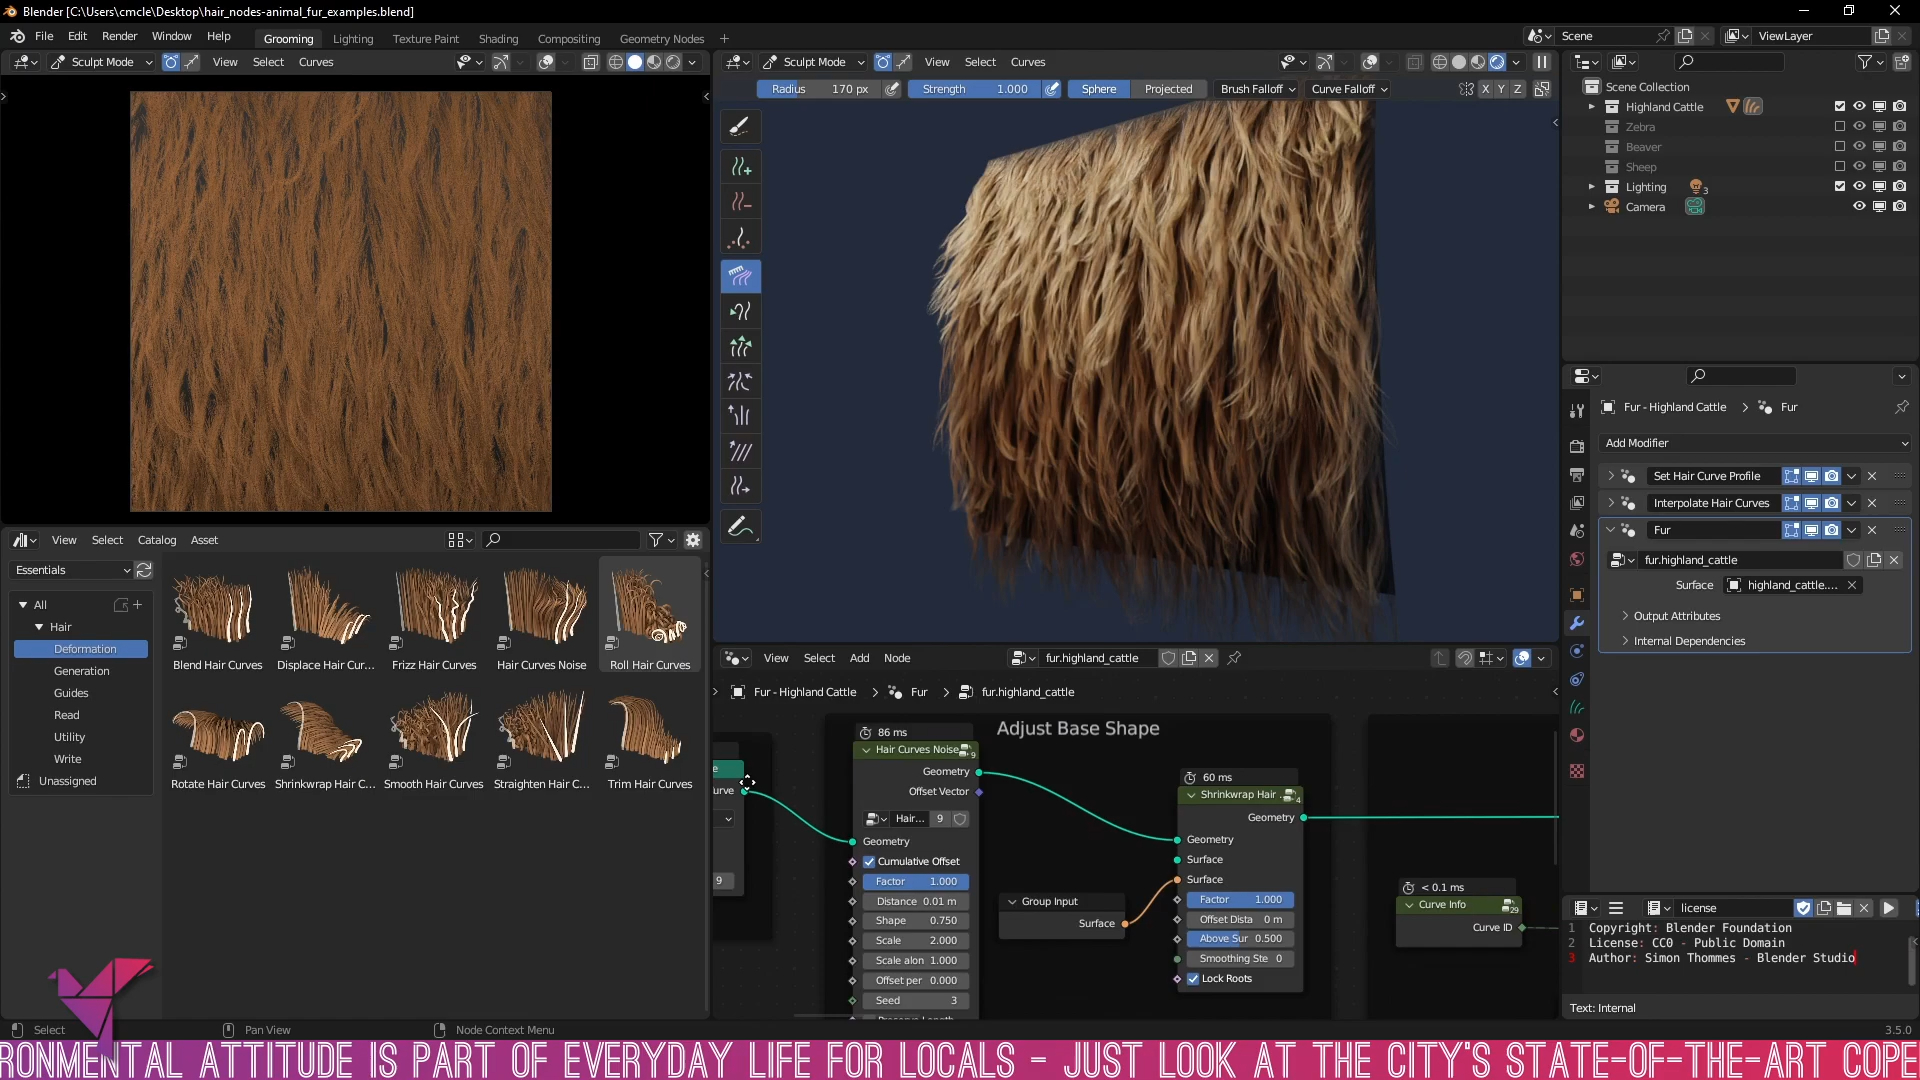 Blender [C:\Users\cmcle\Desktop\hair_nodes-animal_fur_examples.blend]
File Edit Render Window Help Grooming Lighting Texture Paint Shading Compositing Geometry Nodes Scene ViewLayer
Sculpt Mode View Select Curves
Sculpt Mode View Select Curves
Radius 170 px Strength 1.000 Sphere Projected Brush Falloff Curve Falloff X Y Z
Scene Collection
Highland Cattle
Zebra
Beaver
Sheep
Lighting 3
Camera
Fur - Highland Cattle Fur
Add Modifier
Set Hair Curve Profile
Interpolate Hair Curves
Fur
fur.highland_cattle
Surface highland_cattle....
Output Attributes
Internal Dependencies
View Select Catalog Asset
Essentials
All
Hair
Deformation
Generation
Guides
Read
Utility
Write
Unassigned
Blend Hair Curves Displace Hair Cur... Frizz Hair Curves Hair Curves Noise Roll Hair Curves
Rotate Hair Curves Shrinkwrap Hair C... Smooth Hair Curves Straighten Hair C... Trim Hair Curves
View Select Add Node fur.highland_cattle
Fur - Highland Cattle Fur fur.highland_cattle
Adjust Base Shape
86 ms
Hair Curves Noise 9
Geometry
Offset Vector
Hair... 9
Geometry
Cumulative Offset
Factor 1.000
Distance 0.01 m
Shape 0.750
Scale 2.000
Scale alon 1.000
Offset per 0.000
Seed 3
urve
9
Group Input
Surface
60 ms
Shrinkwrap Hair . 4
Geometry
Geometry
Surface
Surface
Factor 1.000
Offset Dista 0 m
Above Sur 0.500
Smoothing Ste 0
Lock Roots
< 0.1 ms
Curve Info 29
Curve ID
license
1 Copyright: Blender Foundation
2 License: CC0 - Public Domain
3 Author: Simon Thommes - Blender Studio
Text: Internal
Select Pan View Node Context Menu 3.5.0
RONMENTAL ATTITUDE IS PART OF EVERYDAY LIFE FOR LOCALS – JUST LOOK AT THE CITY'S STATE-OF-THE-ART COPE